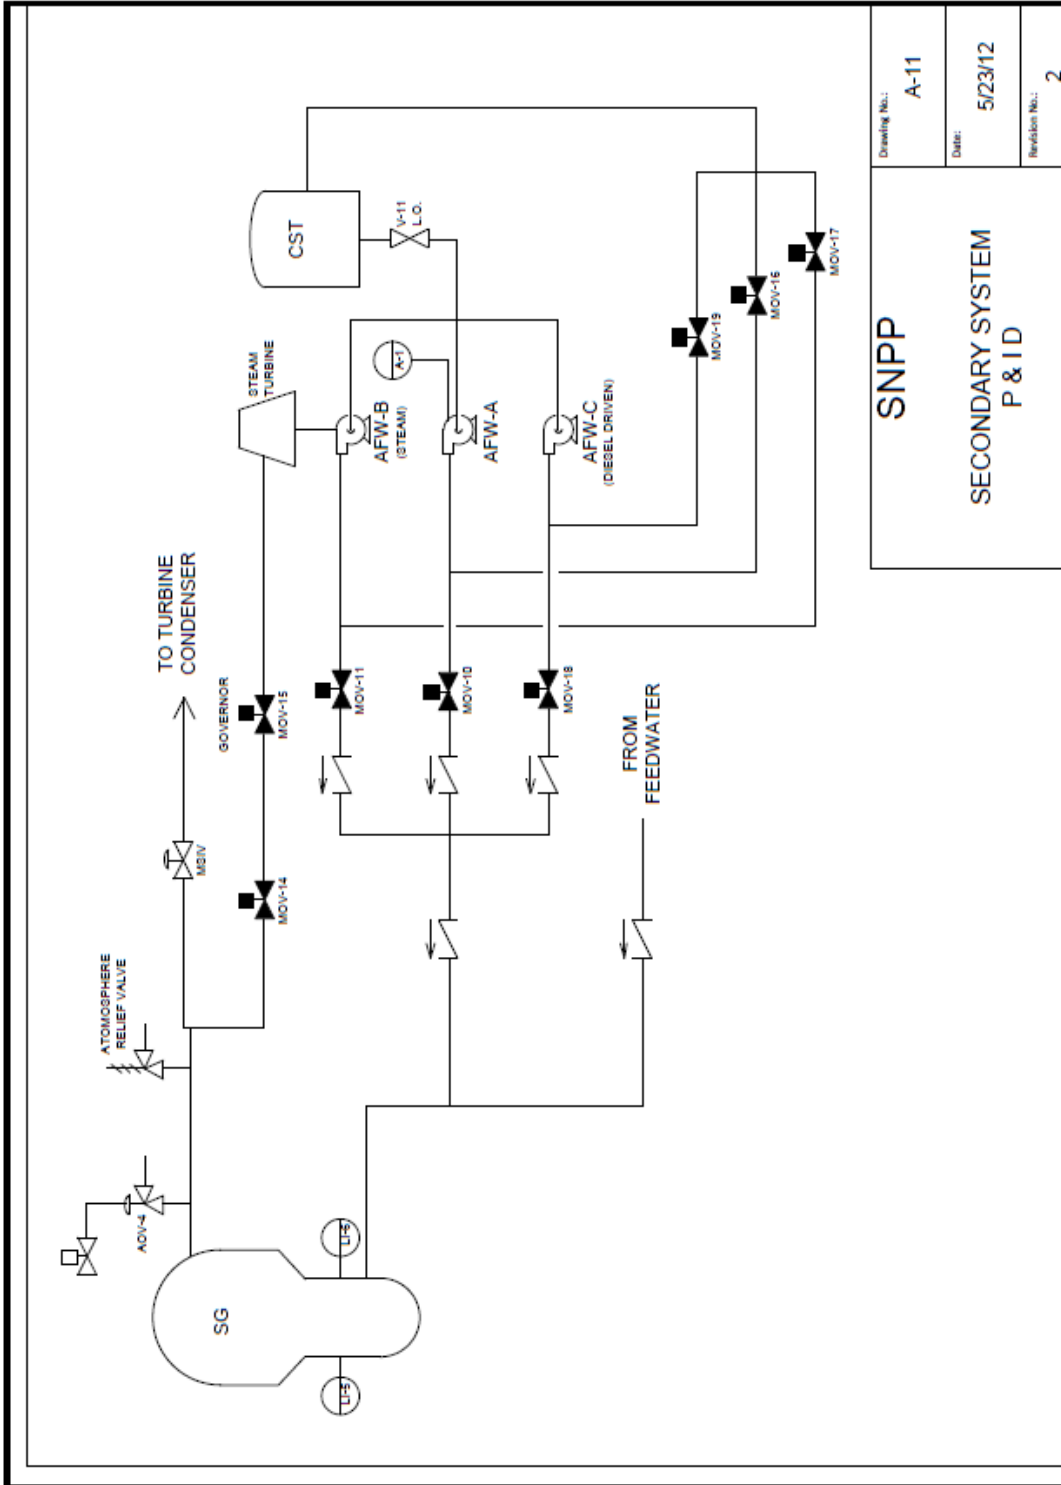 SG
LI-5
LI-6
AOV-4
ATOMOSPHERE
RELIEF VALVE
MSIV
MOV-14
TO TURBINE
CONDENSER
GOVERNOR
MOV-15
STEAM
TURBINE
CST
V-11
L.O.
A-1
AFW-B
(STEAM)
AFW-A
AFW-C
(DIESEL DRIVEN)
MOV-11
MOV-10
MOV-18
MOV-19
MOV-16
MOV-17
FROM
FEEDWATER
SNPP
SECONDARY SYSTEM
P & I D
Drawing No.:
A-11
Date:
5/23/12
Revision No.:
2